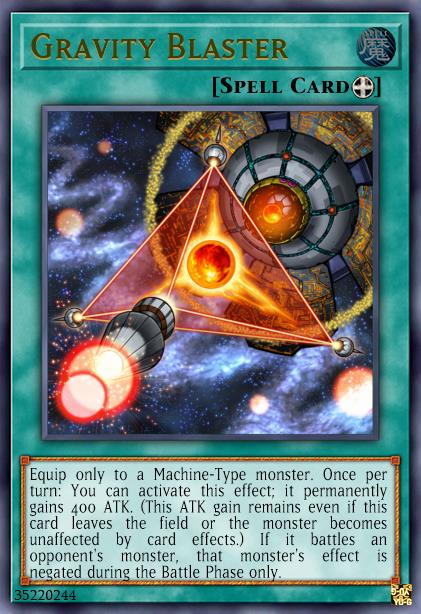 GRAVITY BLASTER
SPELL
魔
[SPELL CARD]
Equip only to a Machine-Type monster. Once per
turn: You can activate this effect; it permanently
gains 400 ATK. (This ATK gain remains even if this
card leaves the field or the monster becomes
unaffected by card effects.) If it battles an
opponent's monster, that monster's effect is
negated during the Battle Phase only.
35220244